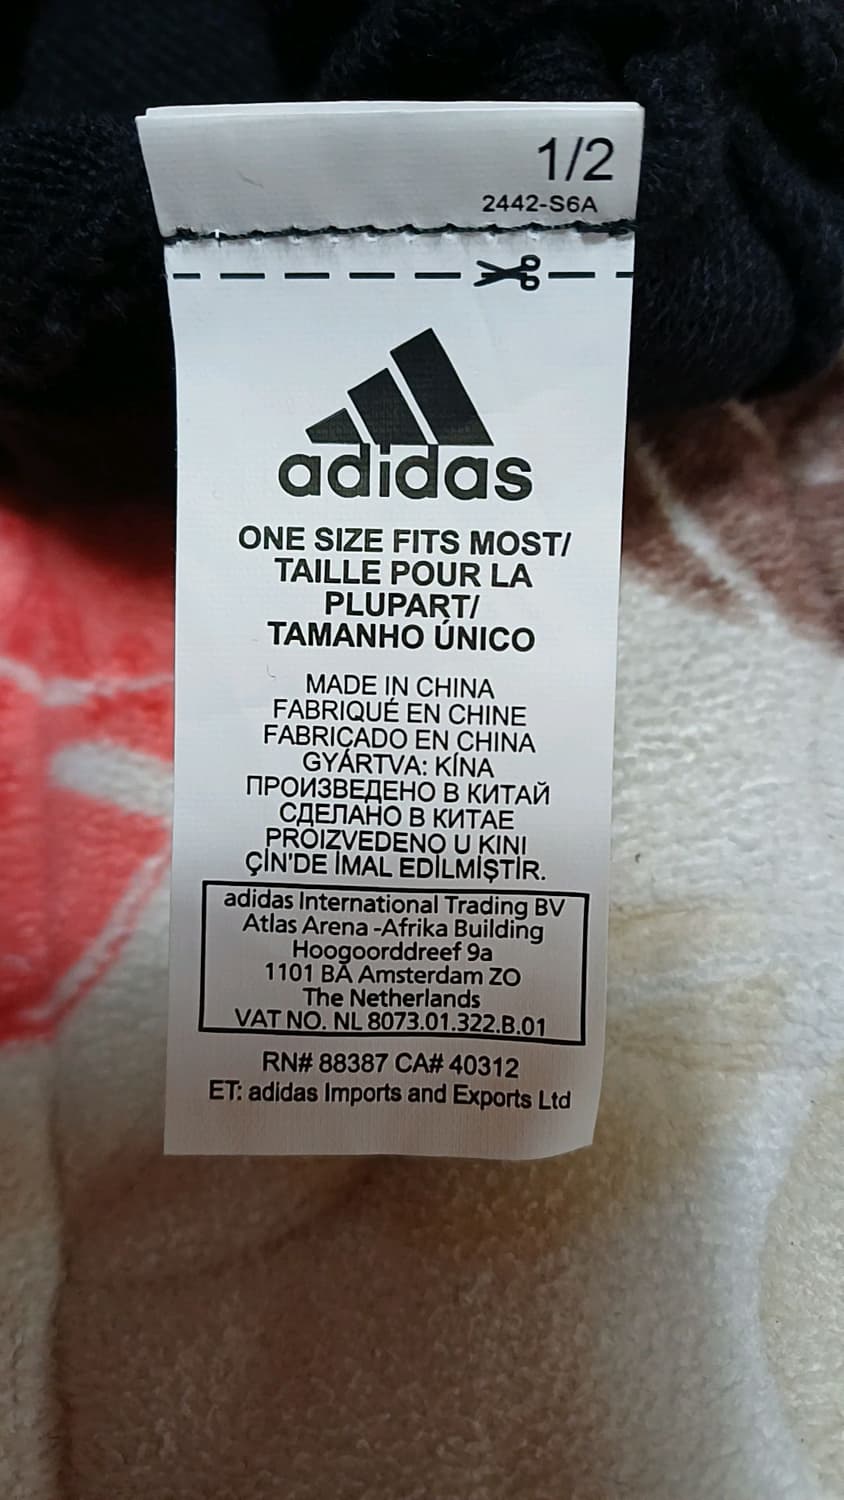 1/2
2442-S6A
adidas
ONE SIZE FITS MOST/
TAILLE POUR LA
PLUPART/
TAMANHO ÚNICO
MADE IN CHINA
FABRIQUÉ EN CHINE
FABRICADO EN CHINA
GYÁRTVA: KÍNA
ПРОИЗВЕДЕНО В КИТАЙ
СДЕЛАНО В КИТАЕ
PROIZVEDENO U KINI
ÇİN'DE İMAL EDİLMİŞTİR.
adidas International Trading BV
Atlas Arena -Afrika Building
Hoogoorddreef 9a
1101 BA Amsterdam ZO
The Netherlands
VAT NO. NL 8073.01.322.B.01
RN# 88387 CA# 40312
ET: adidas Imports and Exports Ltd